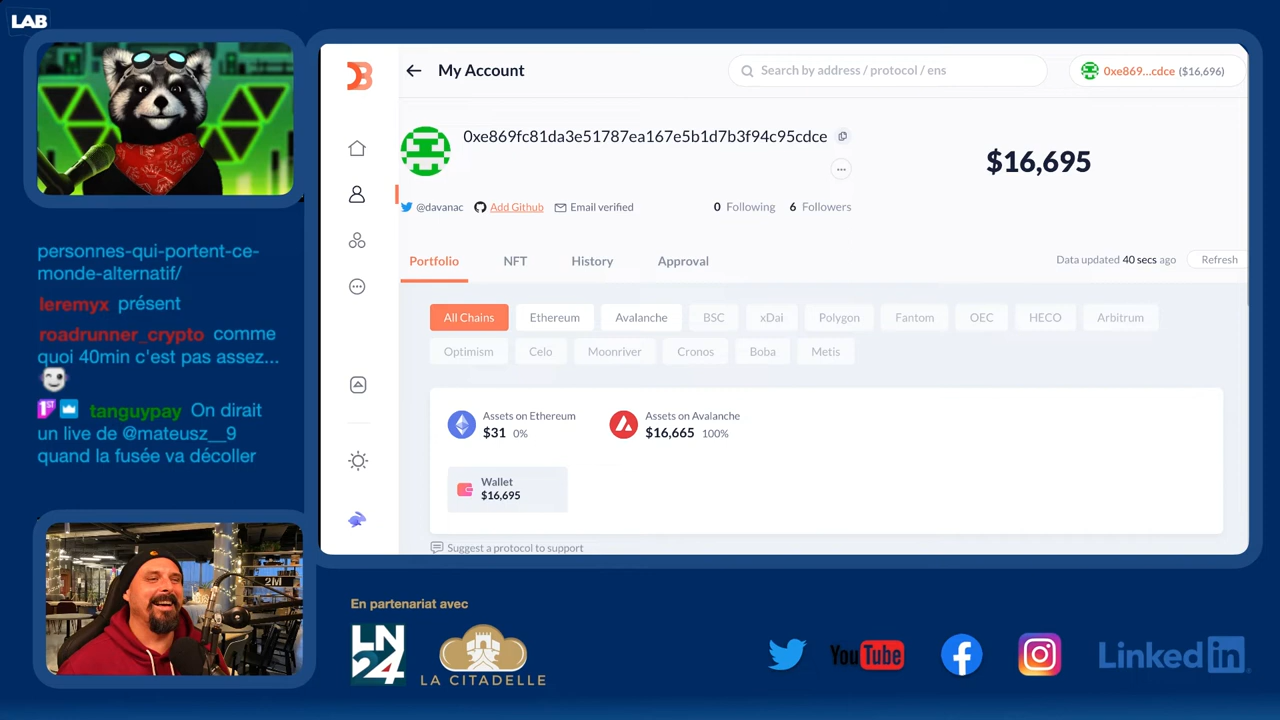 LAB
personnes-qui-portent-ce-
monde-alternatif/
leremyx présent
roadrunner_crypto comme
quoi 40min c'est pas assez...
1ST tanguypay On dirait
un live de @mateusz__9
quand la fusée va décoller
2M
My Account
Search by address / protocol / ens
0xe869...cdce ($16,696)
0xe869fc81da3e51787ea167e5b1d7b3f94c95cdce
$16,695
@davanac Add Github Email verified
0 Following 6 Followers
Portfolio NFT History Approval
Data updated 40 secs ago Refresh
All Chains Ethereum Avalanche BSC xDai Polygon Fantom OEC HECO Arbitrum
Optimism Celo Moonriver Cronos Boba Metis
Assets on Ethereum
$31 0%
Assets on Avalanche
$16,665 100%
Wallet
$16,695
Suggest a protocol to support
En partenariat avec
LN
24
LA CITADELLE
YouTube
LinkedIn